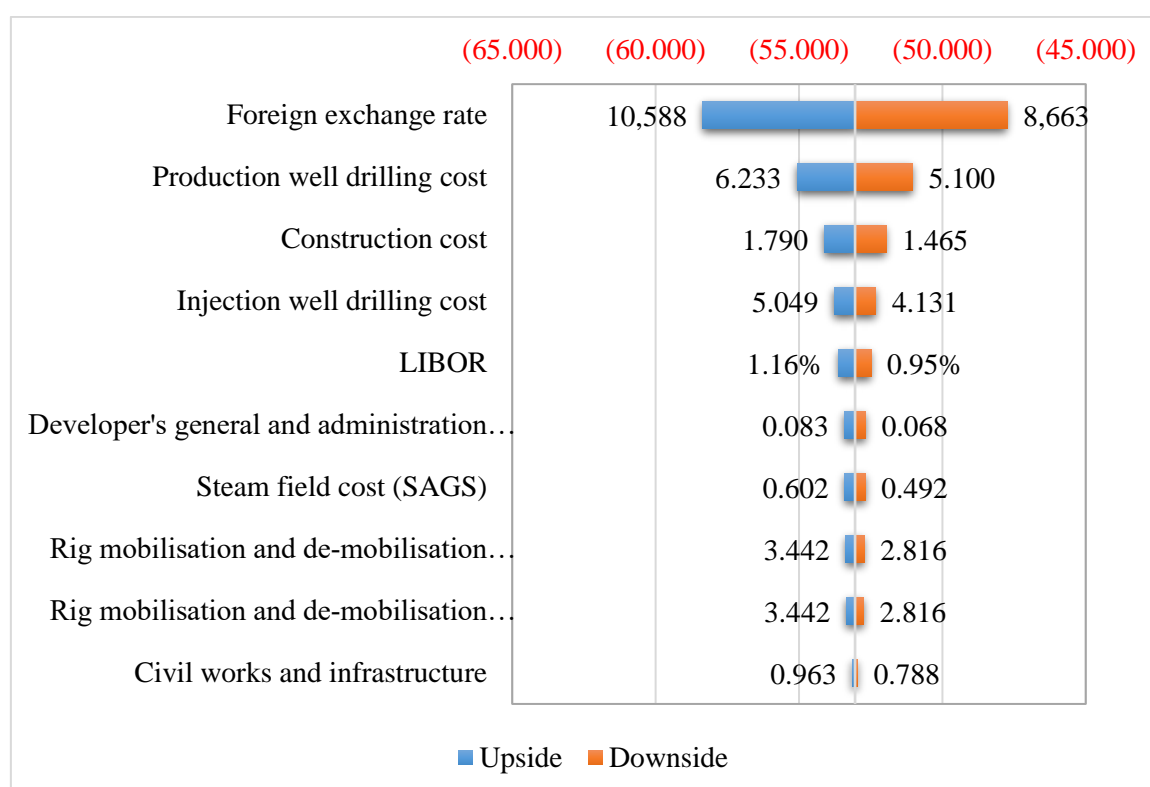 (65.000) (60.000) (55.000) (50.000) (45.000)
Foreign exchange rate 10,588 8,663
Production well drilling cost 6.233 5.100
Construction cost 1.790 1.465
Injection well drilling cost 5.049 4.131
LIBOR 1.16% 0.95%
Developer's general and administration… 0.083 0.068
Steam field cost (SAGS) 0.602 0.492
Rig mobilisation and de-mobilisation… 3.442 2.816
Rig mobilisation and de-mobilisation… 3.442 2.816
Civil works and infrastructure 0.963 0.788
Upside Downside